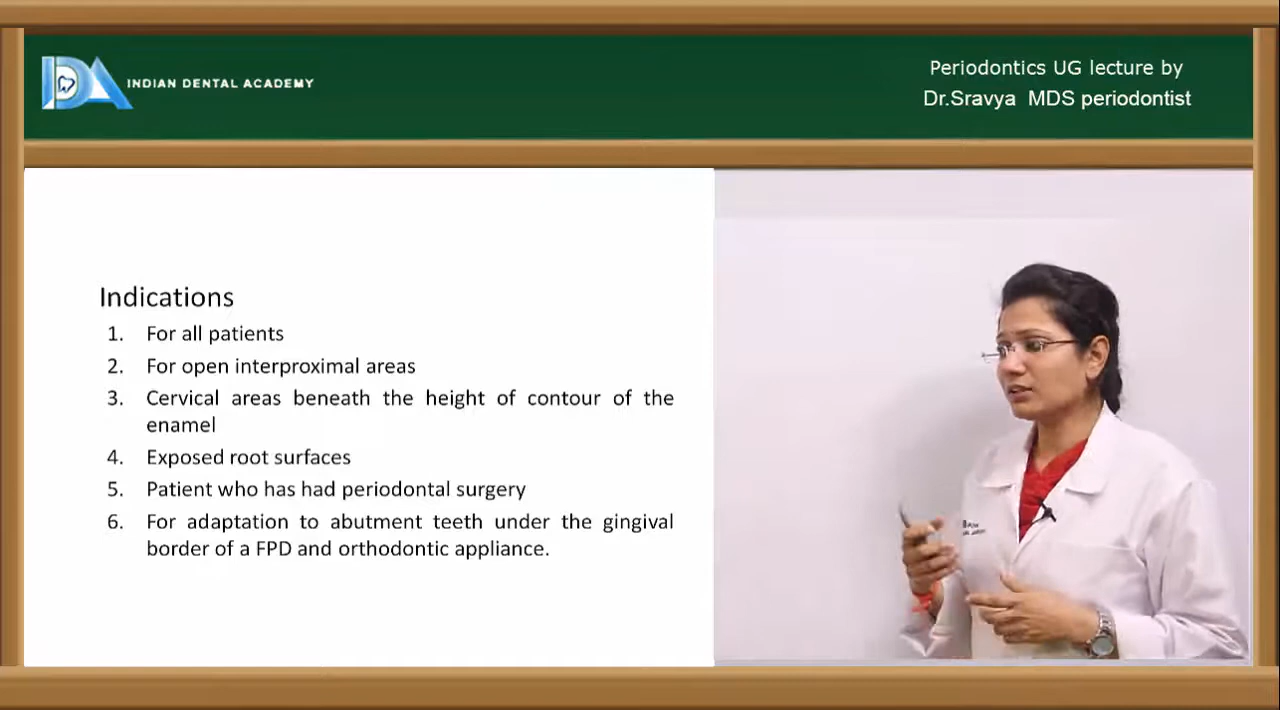 IDA INDIAN DENTAL ACADEMY
Periodontics UG lecture by
Dr.Sravya MDS periodontist
Indications
1. For all patients
2. For open interproximal areas
3. Cervical areas beneath the height of contour of the
enamel
4. Exposed root surfaces
5. Patient who has had periodontal surgery
6. For adaptation to abutment teeth under the gingival
border of a FPD and orthodontic appliance.